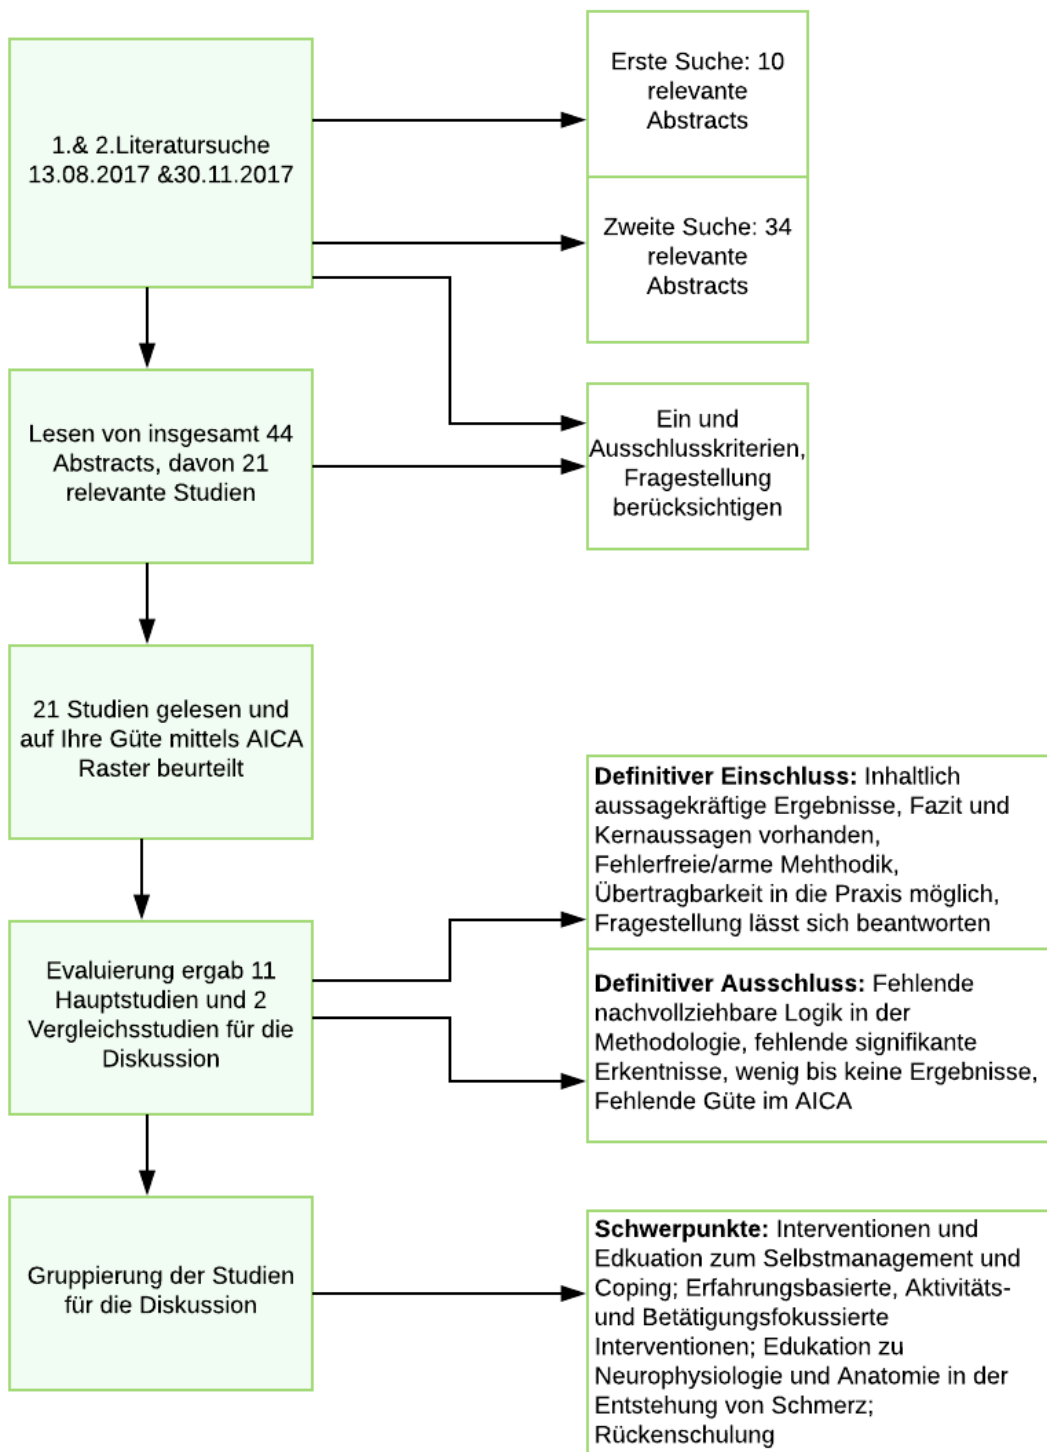 1.& 2.Literatursuche
13.08.2017 &30.11.2017
Erste Suche: 10
relevante
Abstracts
Zweite Suche: 34
relevante
Abstracts
Lesen von insgesamt 44
Abstracts, davon 21
relevante Studien
Ein und
Ausschlusskriterien,
Fragestellung
berücksichtigen
21 Studien gelesen und
auf Ihre Güte mittels AICA
Raster beurteilt
Evaluierung ergab 11
Hauptstudien und 2
Vergleichsstudien für die
Diskussion
Definitiver Einschluss: Inhaltlich
aussagekräftige Ergebnisse, Fazit und
Kernaussagen vorhanden,
Fehlerfreie/arme Mehthodik,
Übertragbarkeit in die Praxis möglich,
Fragestellung lässt sich beantworten
Definitiver Ausschluss: Fehlende
nachvollziehbare Logik in der
Methodologie, fehlende signifikante
Erkentnisse, wenig bis keine Ergebnisse,
Fehlende Güte im AICA
Gruppierung der Studien
für die Diskussion
Schwerpunkte: Interventionen und
Edkuation zum Selbstmanagement und
Coping; Erfahrungsbasierte, Aktivitäts-
und Betätigungsfokussierte
Interventionen; Edukation zu
Neurophysiologie und Anatomie in der
Entstehung von Schmerz;
Rückenschulung